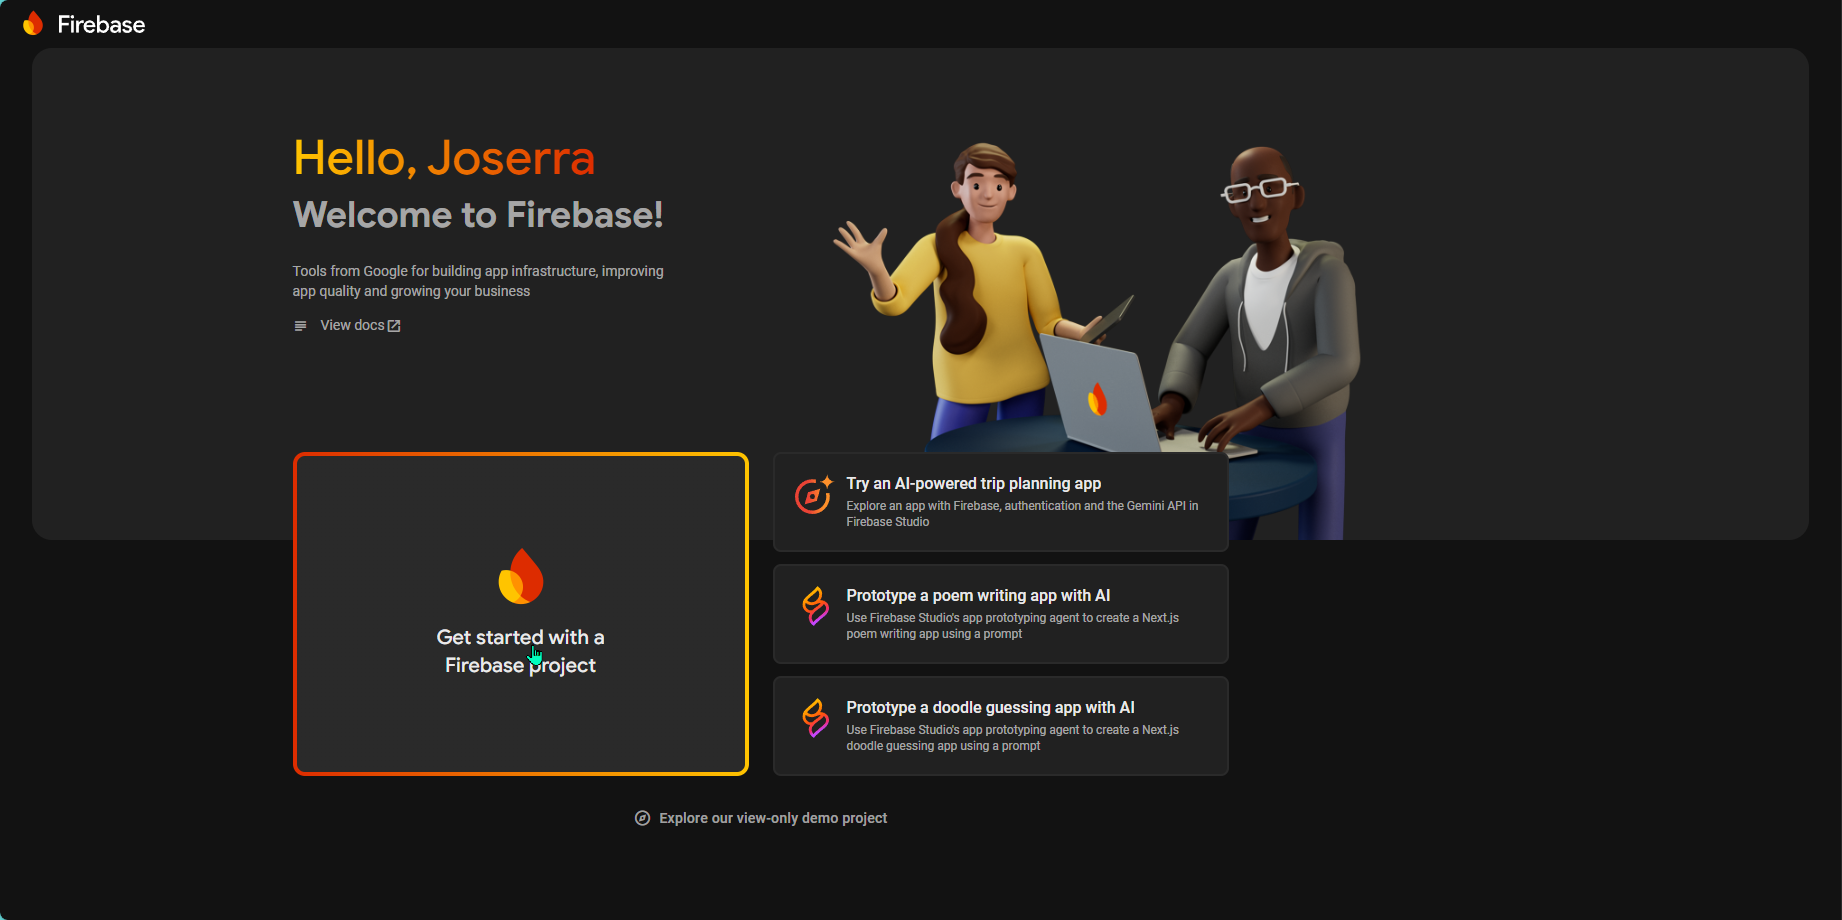 Firebase
Hello, Joserra
Welcome to Firebase!
Tools from Google for building app infrastructure, improving
app quality and growing your business
View docs
Get started with a
Firebase project
Try an AI-powered trip planning app
Explore an app with Firebase, authentication and the Gemini API in
Firebase Studio
Prototype a poem writing app with AI
Use Firebase Studio's app prototyping agent to create a Next.js
poem writing app using a prompt
Prototype a doodle guessing app with AI
Use Firebase Studio's app prototyping agent to create a Next.js
doodle guessing app using a prompt
Explore our view-only demo project